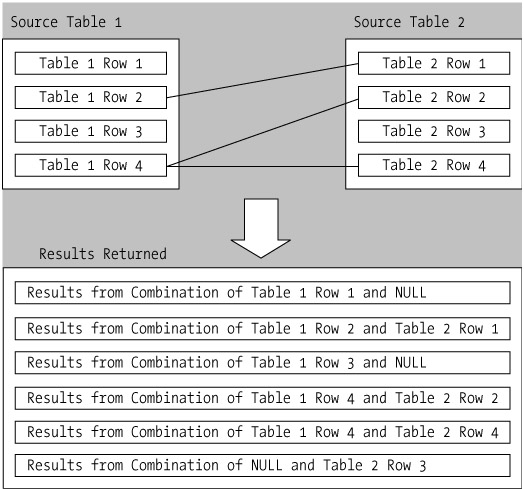 Source Table 1
Source Table 2
Table 1 Row 1
Table 2 Row 1
Table 1 Row 2
Table 2 Row 2
Table 1 Row 3
Table 2 Row 3
Table 1 Row 4
Table 2 Row 4
Results Returned
Results from Combination of Table 1 Row 1 and NULL
Results from Combination of Table 1 Row 2 and Table 2 Row 1
Results from Combination of Table 1 Row 3 and NULL
Results from Combination of Table 1 Row 4 and Table 2 Row 2
Results from Combination of Table 1 Row 4 and Table 2 Row 4
Results from Combination of NULL and Table 2 Row 3